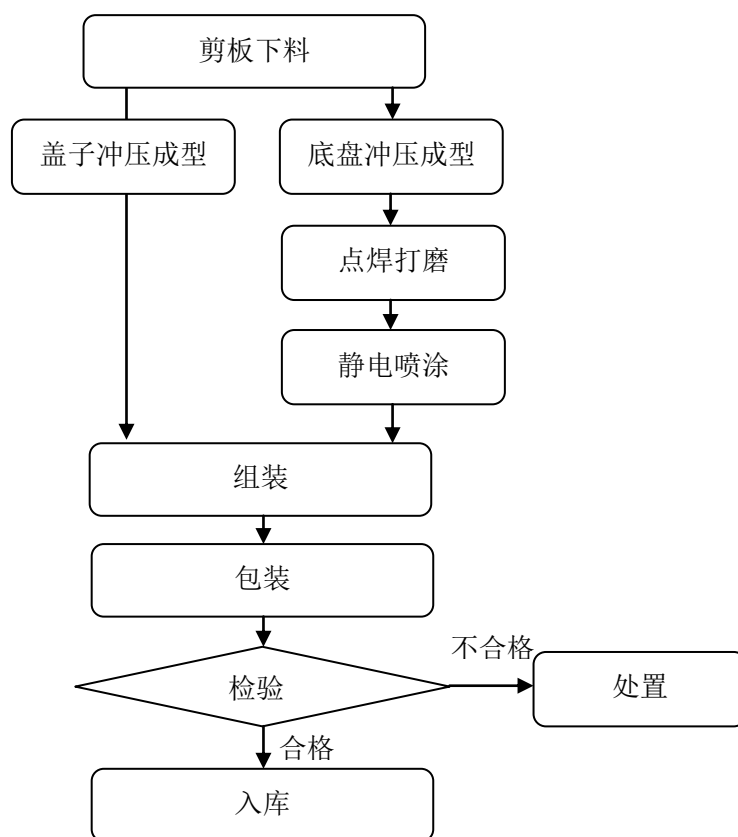 剪板下料
盖子冲压成型
底盘冲压成型
点焊打磨
静电喷涂
组装
包装
不合格
检验
处置
合格
入库